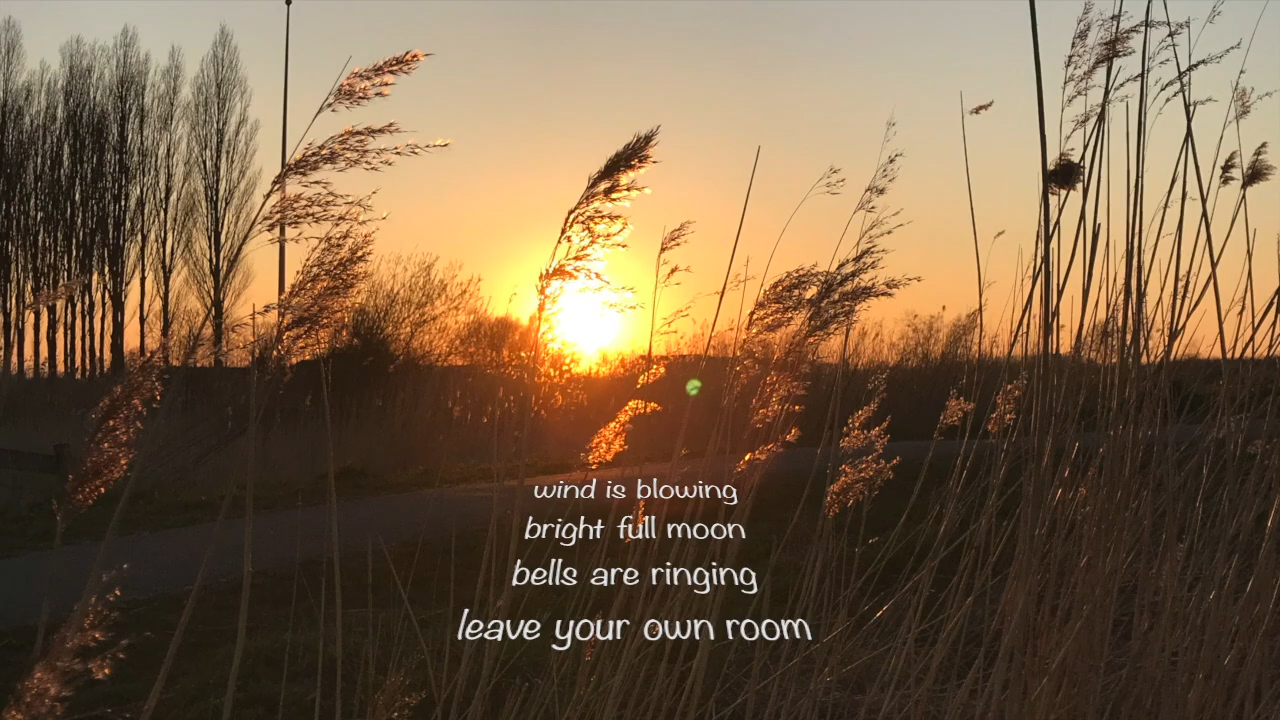 wind is blowing
bright full moon
bells are ringing
leave your own room